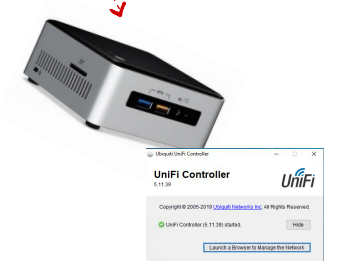 Ubiquiti UniFi Controller
UniFi Controller
5.11.39
UniFi
Copyright © 2005-2019 Ubiquiti Networks Inc. All Rights Reserved.
UniFi Controller (5.11.39) started.
Hide
Launch a Browser to Manage the Network